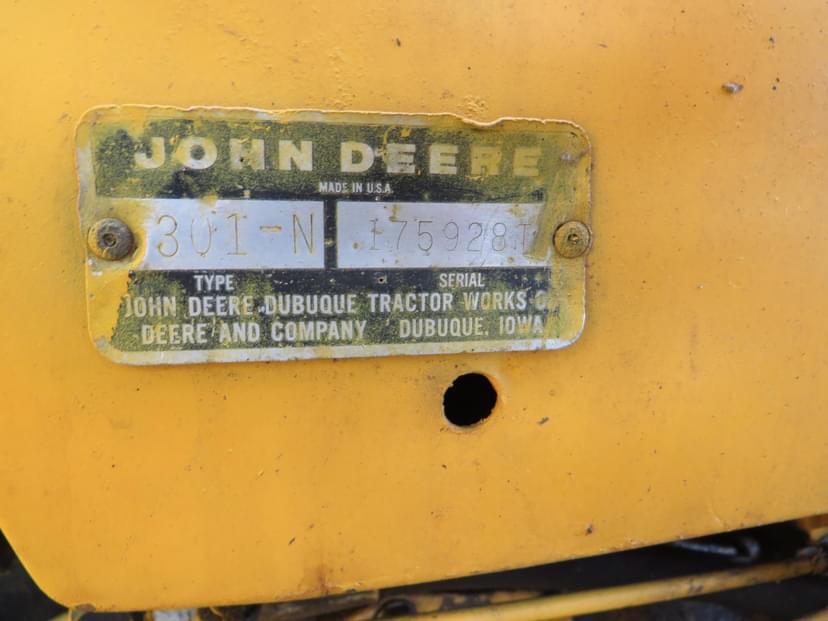 JOHN DEERE
MADE IN U.S.A
301-N 175928T
TYPE SERIAL
JOHN DEERE DUBUQUE TRACTOR WORKS
DEERE AND COMPANY DUBUQUE, IOWA